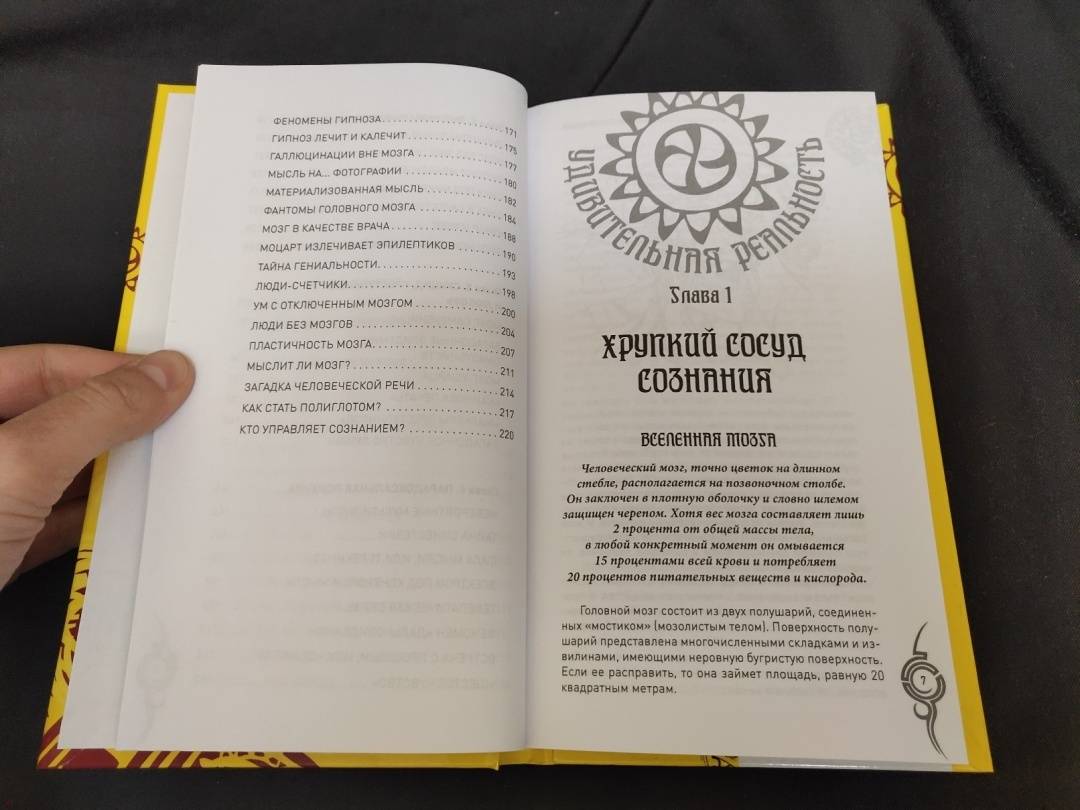 ФЕНОМЕНЫ ГИПНОЗА. . . . . . . . . . . . . . . . . . . . 171
ГИПНОЗ ЛЕЧИТ И КАЛЕЧИТ . . . . . . . . . . . . . . . . 175
ГАЛЛЮЦИНАЦИИ ВНЕ МОЗГА . . . . . . . . . . . . . . . 177
МЫСЛЬ НА... ФОТОГРАФИИ . . . . . . . . . . . . . . . . 180
МАТЕРИАЛИЗОВАННАЯ МЫСЛЬ . . . . . . . . . . . . . 182
ФАНТОМЫ ГОЛОВНОГО МОЗГА . . . . . . . . . . . . . . 184
МОЗГ В КАЧЕСТВЕ ВРАЧА . . . . . . . . . . . . . . . . . . 188
МОЦАРТ ИЗЛЕЧИВАЕТ ЭПИЛЕПТИКОВ . . . . . . . . 190
ТАЙНА ГЕНИАЛЬНОСТИ. . . . . . . . . . . . . . . . . . . 193
ЛЮДИ-СЧЕТЧИКИ. . . . . . . . . . . . . . . . . . . . . . . 198
УМ С ОТКЛЮЧЕННЫМ МОЗГОМ . . . . . . . . . . . . . 200
ЛЮДИ БЕЗ МОЗГОВ . . . . . . . . . . . . . . . . . . . . . 204
ПЛАСТИЧНОСТЬ МОЗГА. . . . . . . . . . . . . . . . . . . 207
МЫСЛИТ ЛИ МОЗГ? . . . . . . . . . . . . . . . . . . . . . 211
ЗАГАДКА ЧЕЛОВЕЧЕСКОЙ РЕЧИ . . . . . . . . . . . . . 214
КАК СТАТЬ ПОЛИГЛОТОМ? . . . . . . . . . . . . . . . . . 217
КТО УПРАВЛЯЕТ СОЗНАНИЕМ? . . . . . . . . . . . . . . 220
УДИВИТЕЛЬНАЯ РЕАЛЬНОСТЬ
Глава 1
ХРУПКИЙ СОСУД
СОЗНАНИЯ
ВСЕЛЕННАЯ МОЗГА
Человеческий мозг, точно цветок на длинном
стебле, располагается на позвоночном столбе.
Он заключен в плотную оболочку и словно шлемом
защищен черепом. Хотя вес мозга составляет лишь
2 процента от общей массы тела,
в любой конкретный момент он омывается
15 процентами всей крови и потребляет
20 процентов питательных веществ и кислорода.
Головной мозг состоит из двух полушарий, соединен-
ных «мостиком» (мозолистым телом). Поверхность полу-
шарий представлена многочисленными складками и из-
вилинами, имеющими неровную бугристую поверхность.
Если ее расправить, то она займет площадь, равную 20
квадратным метрам.
7